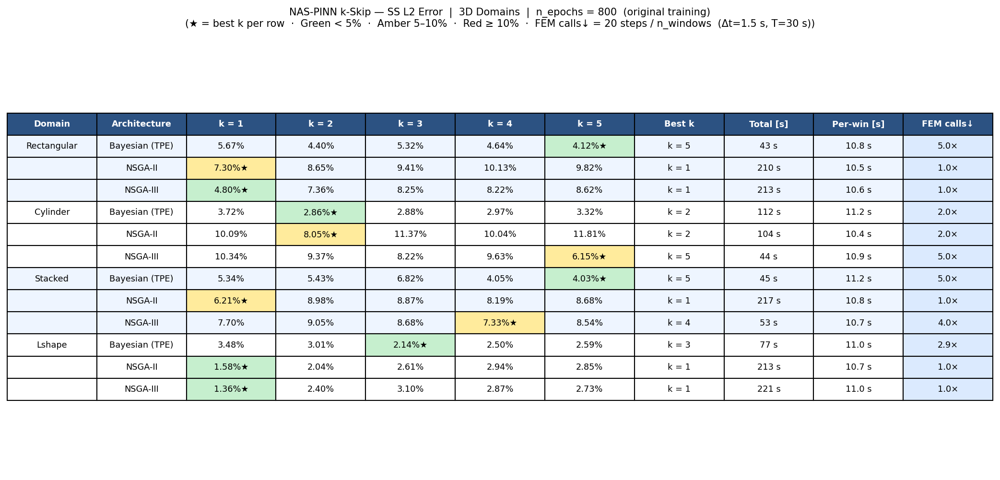 NAS-PINN k-Skip — SS L2 Error | 3D Domains | n_epochs = 800 (original training)
(★ = best k per row · Green < 5% · Amber 5–10% · Red ≥ 10% · FEM calls↓ = 20 steps / n_windows (Δt=1.5 s, T=30 s))
Domain Architecture k = 1 k = 2 k = 3 k = 4 k = 5 Best k Total [s] Per-win [s] FEM calls↓
Rectangular Bayesian (TPE) 5.67% 4.40% 5.32% 4.64% 4.12%★ k = 5 43 s 10.8 s 5.0×
NSGA-II 7.30%★ 8.65% 9.41% 10.13% 9.82% k = 1 210 s 10.5 s 1.0×
NSGA-III 4.80%★ 7.36% 8.25% 8.22% 8.62% k = 1 213 s 10.6 s 1.0×
Cylinder Bayesian (TPE) 3.72% 2.86%★ 2.88% 2.97% 3.32% k = 2 112 s 11.2 s 2.0×
NSGA-II 10.09% 8.05%★ 11.37% 10.04% 11.81% k = 2 104 s 10.4 s 2.0×
NSGA-III 10.34% 9.37% 8.22% 9.63% 6.15%★ k = 5 44 s 10.9 s 5.0×
Stacked Bayesian (TPE) 5.34% 5.43% 6.82% 4.05% 4.03%★ k = 5 45 s 11.2 s 5.0×
NSGA-II 6.21%★ 8.98% 8.87% 8.19% 8.68% k = 1 217 s 10.8 s 1.0×
NSGA-III 7.70% 9.05% 8.68% 7.33%★ 8.54% k = 4 53 s 10.7 s 4.0×
Lshape Bayesian (TPE) 3.48% 3.01% 2.14%★ 2.50% 2.59% k = 3 77 s 11.0 s 2.9×
NSGA-II 1.58%★ 2.04% 2.61% 2.94% 2.85% k = 1 213 s 10.7 s 1.0×
NSGA-III 1.36%★ 2.40% 3.10% 2.87% 2.73% k = 1 221 s 11.0 s 1.0×